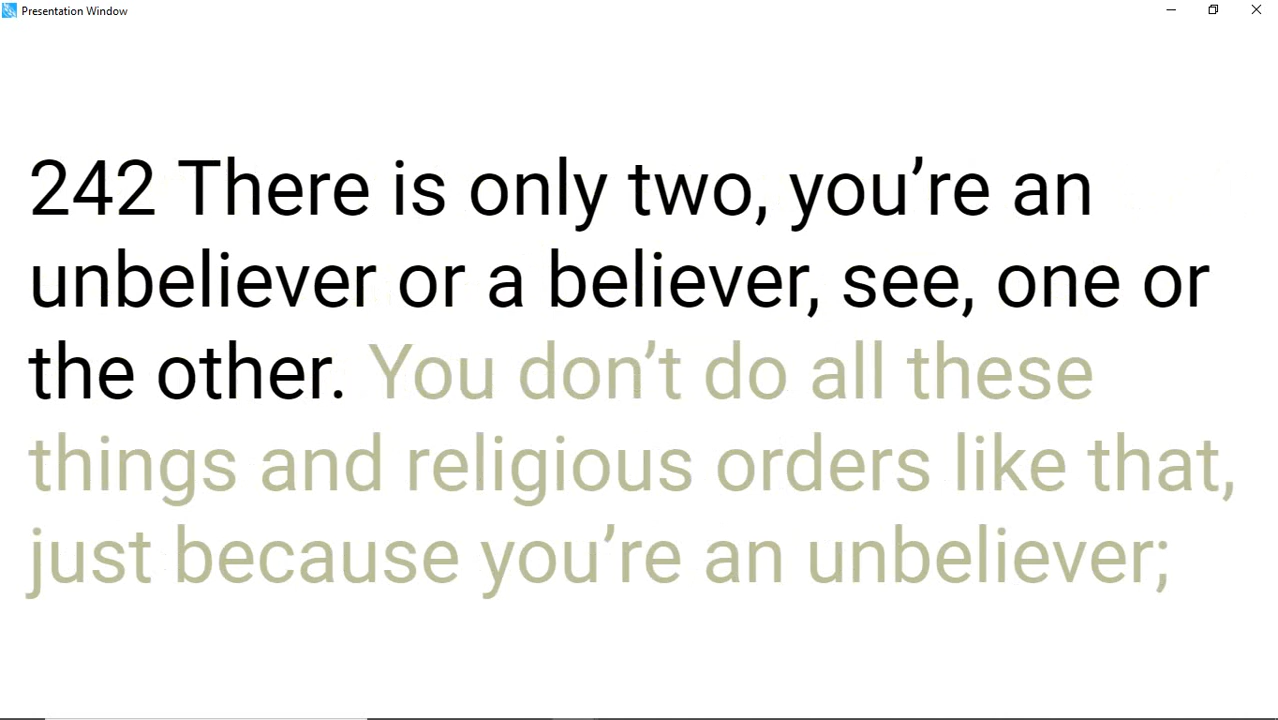 Presentation Window
242 There is only two, you’re an
unbeliever or a believer, see, one or
the other. You don’t do all these
things and religious orders like that,
just because you’re an unbeliever;